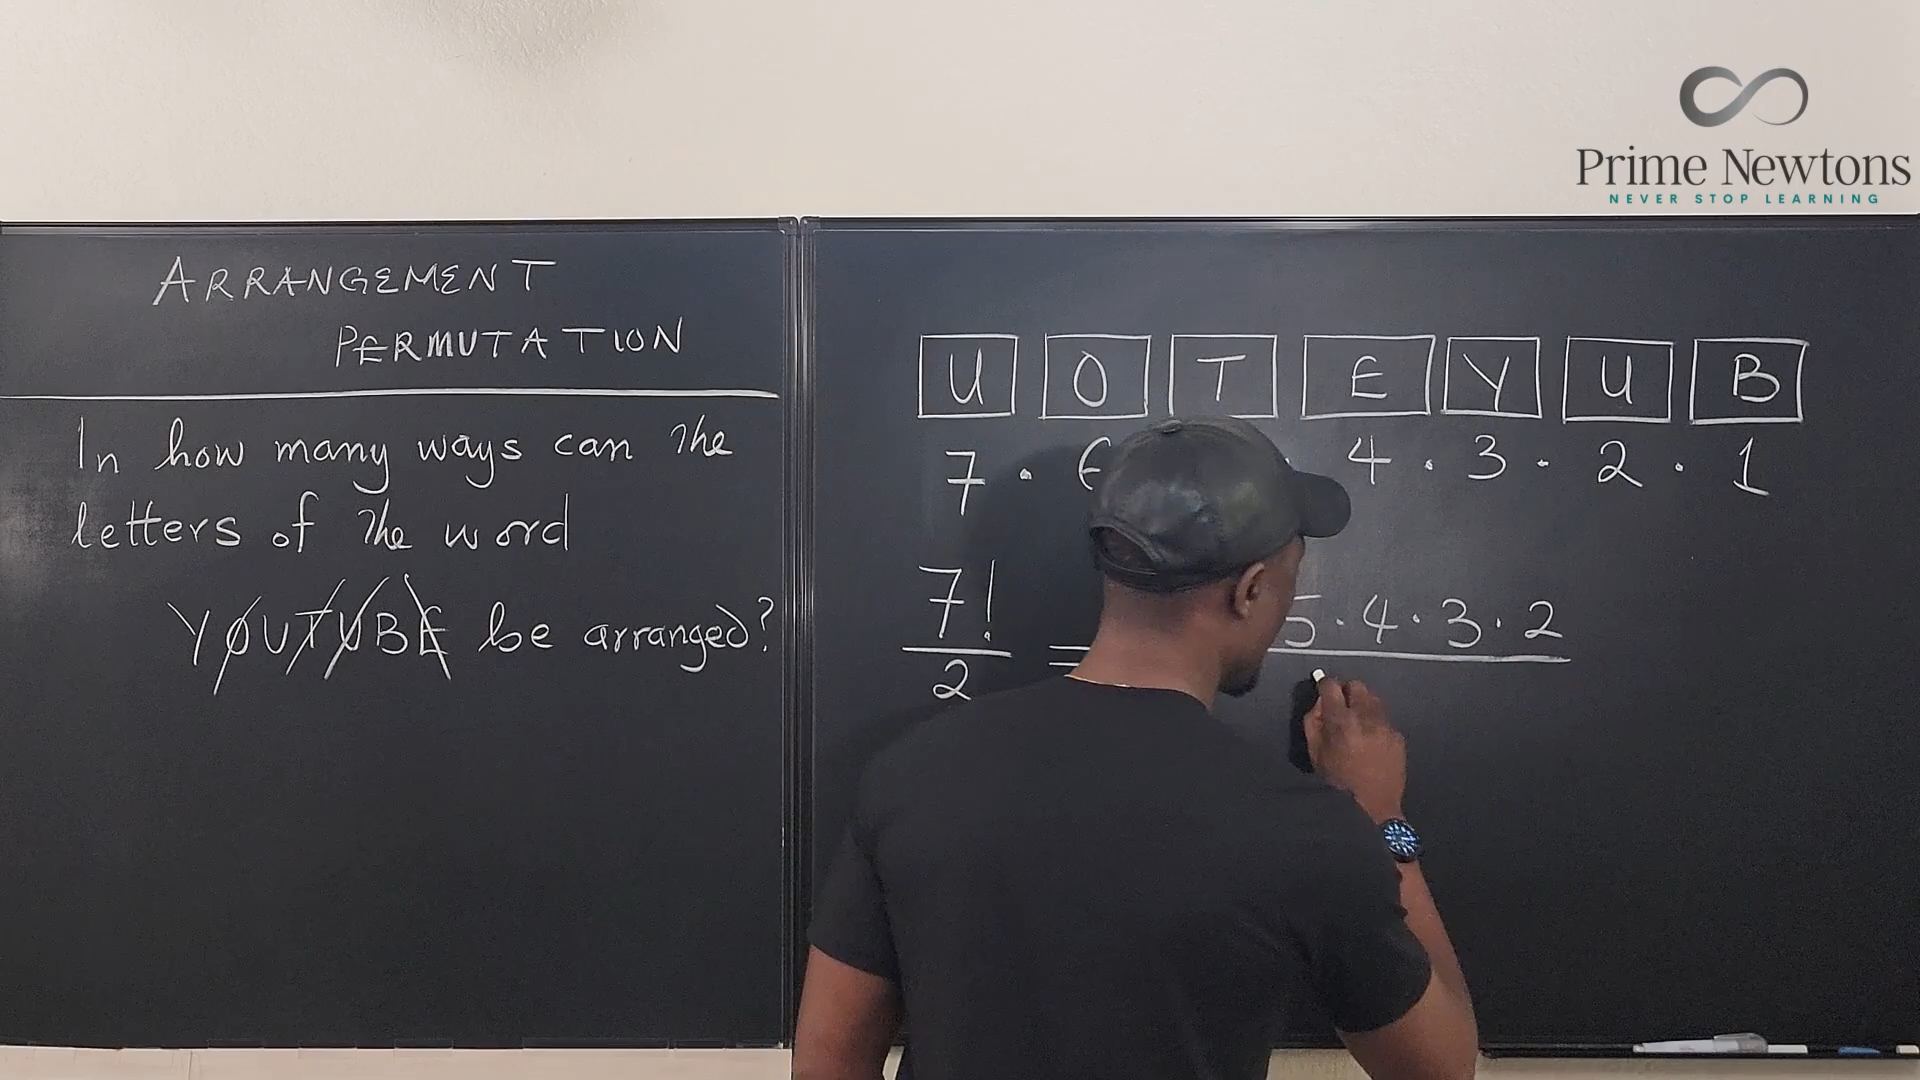 Prime Newtons
NEVER STOP LEARNING
ARRANGEMENT
PERMUTATION
In how many ways can the
letters of the word
YOUTUBE be arranged?
U O T E Y U B
7 · 6 · 4 · 3 · 2 · 1
7!
2
= 5 · 4 · 3 · 2